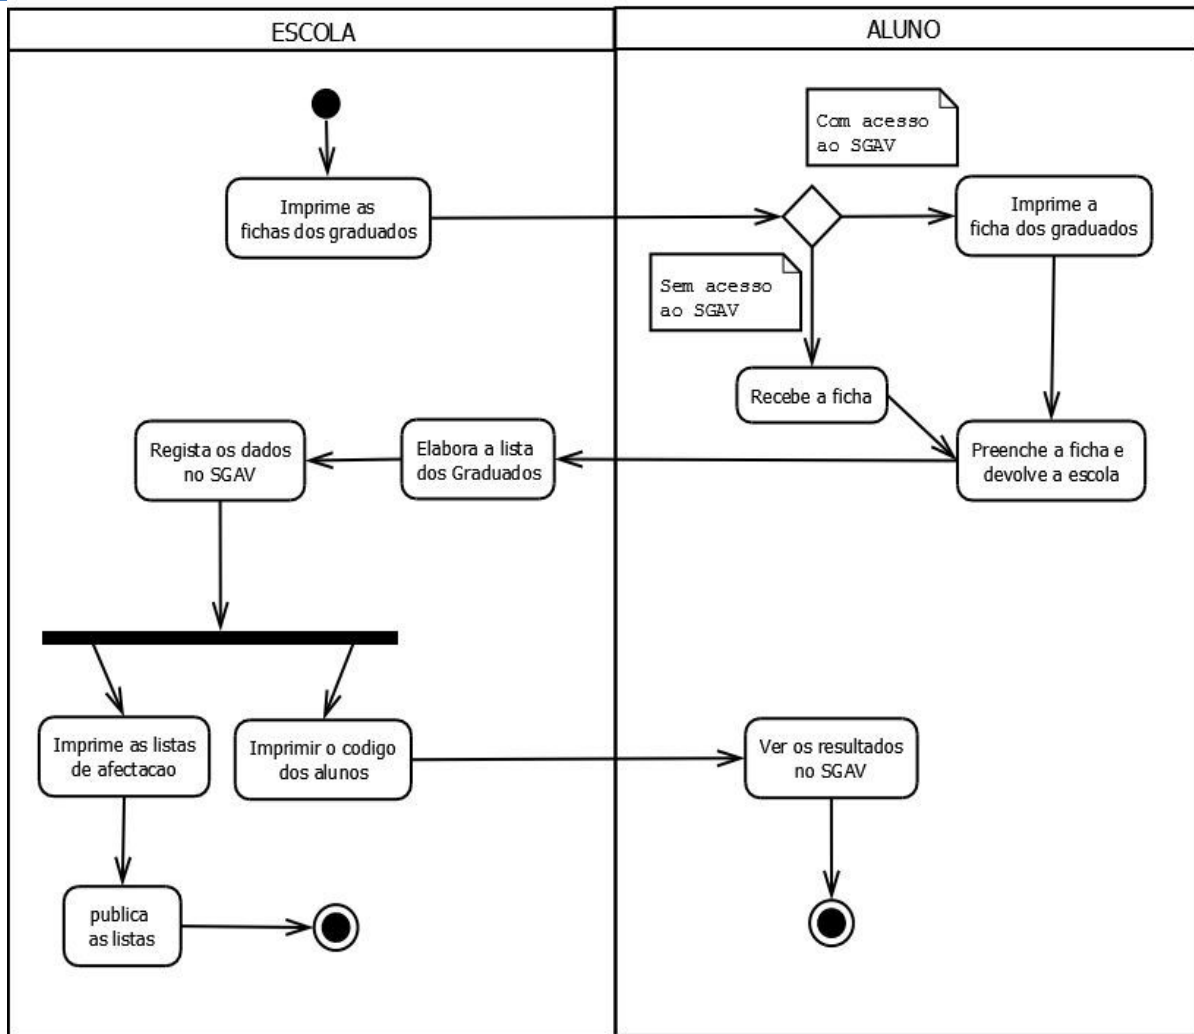 ESCOLA
ALUNO
Com acesso
ao SGAV
Imprime as
fichas dos graduados
Imprime a
ficha dos graduados
Sem acesso
ao SGAV
Recebe a ficha
Regista os dados
no SGAV
Elabora a lista
dos Graduados
Preenche a ficha e
devolve a escola
Imprime as listas
de afectacao
Imprimir o codigo
dos alunos
Ver os resultados
no SGAV
publica
as listas